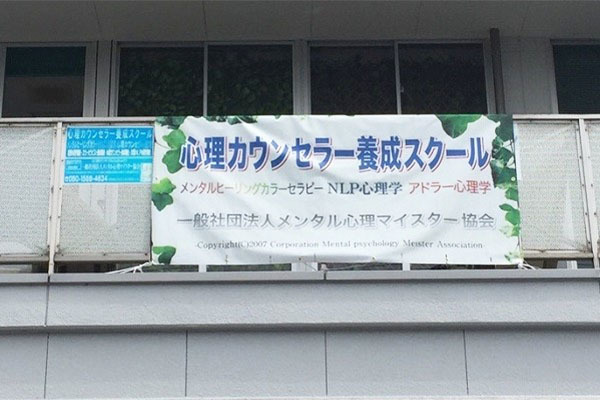 心理カウンセラー養成スクール
心理カウンセラー養成スクール
メンタルヒーリングカラーセラピー NLP心理学 アドラー心理学
一般社団法人メンタル心理マイスター協会
Copyright(C)2007 Corporation Mental psychology Meister Association